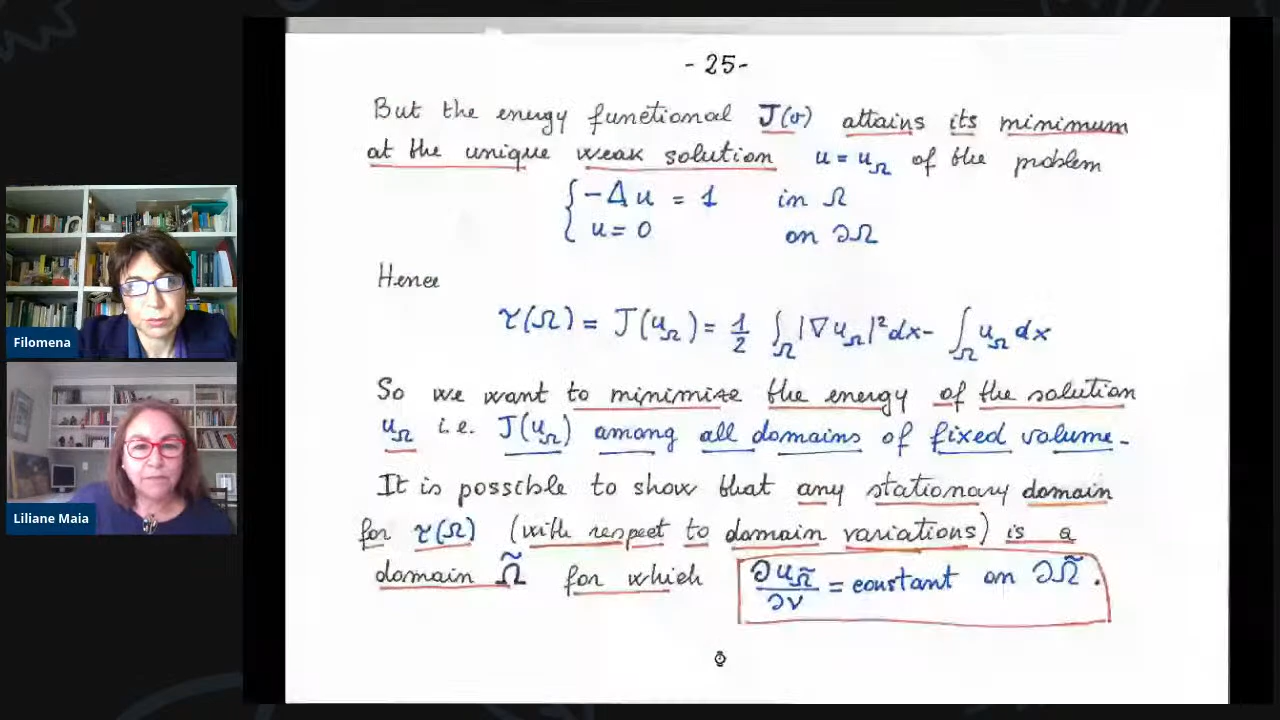 - 25 -
But the energy functional J(v) attains its minimum
at the unique weak solution u = u_Ω of the problem
{ -Δu = 1 in Ω
u = 0 on ∂Ω
Hence
τ(Ω) = J(u_Ω) = 1/2 ∫_Ω |∇u_Ω|² dx - ∫_Ω u_Ω dx
So we want to minimize the energy of the solution
u_Ω i.e. J(u_Ω) among all domains of fixed volume.
It is possible to show that any stationary domain
for τ(Ω) (with respect to domain variations) is a
domain Ω̃ for which ∂u_Ω̃/∂ν = constant on ∂Ω̃.
Filomena
Liliane Maia